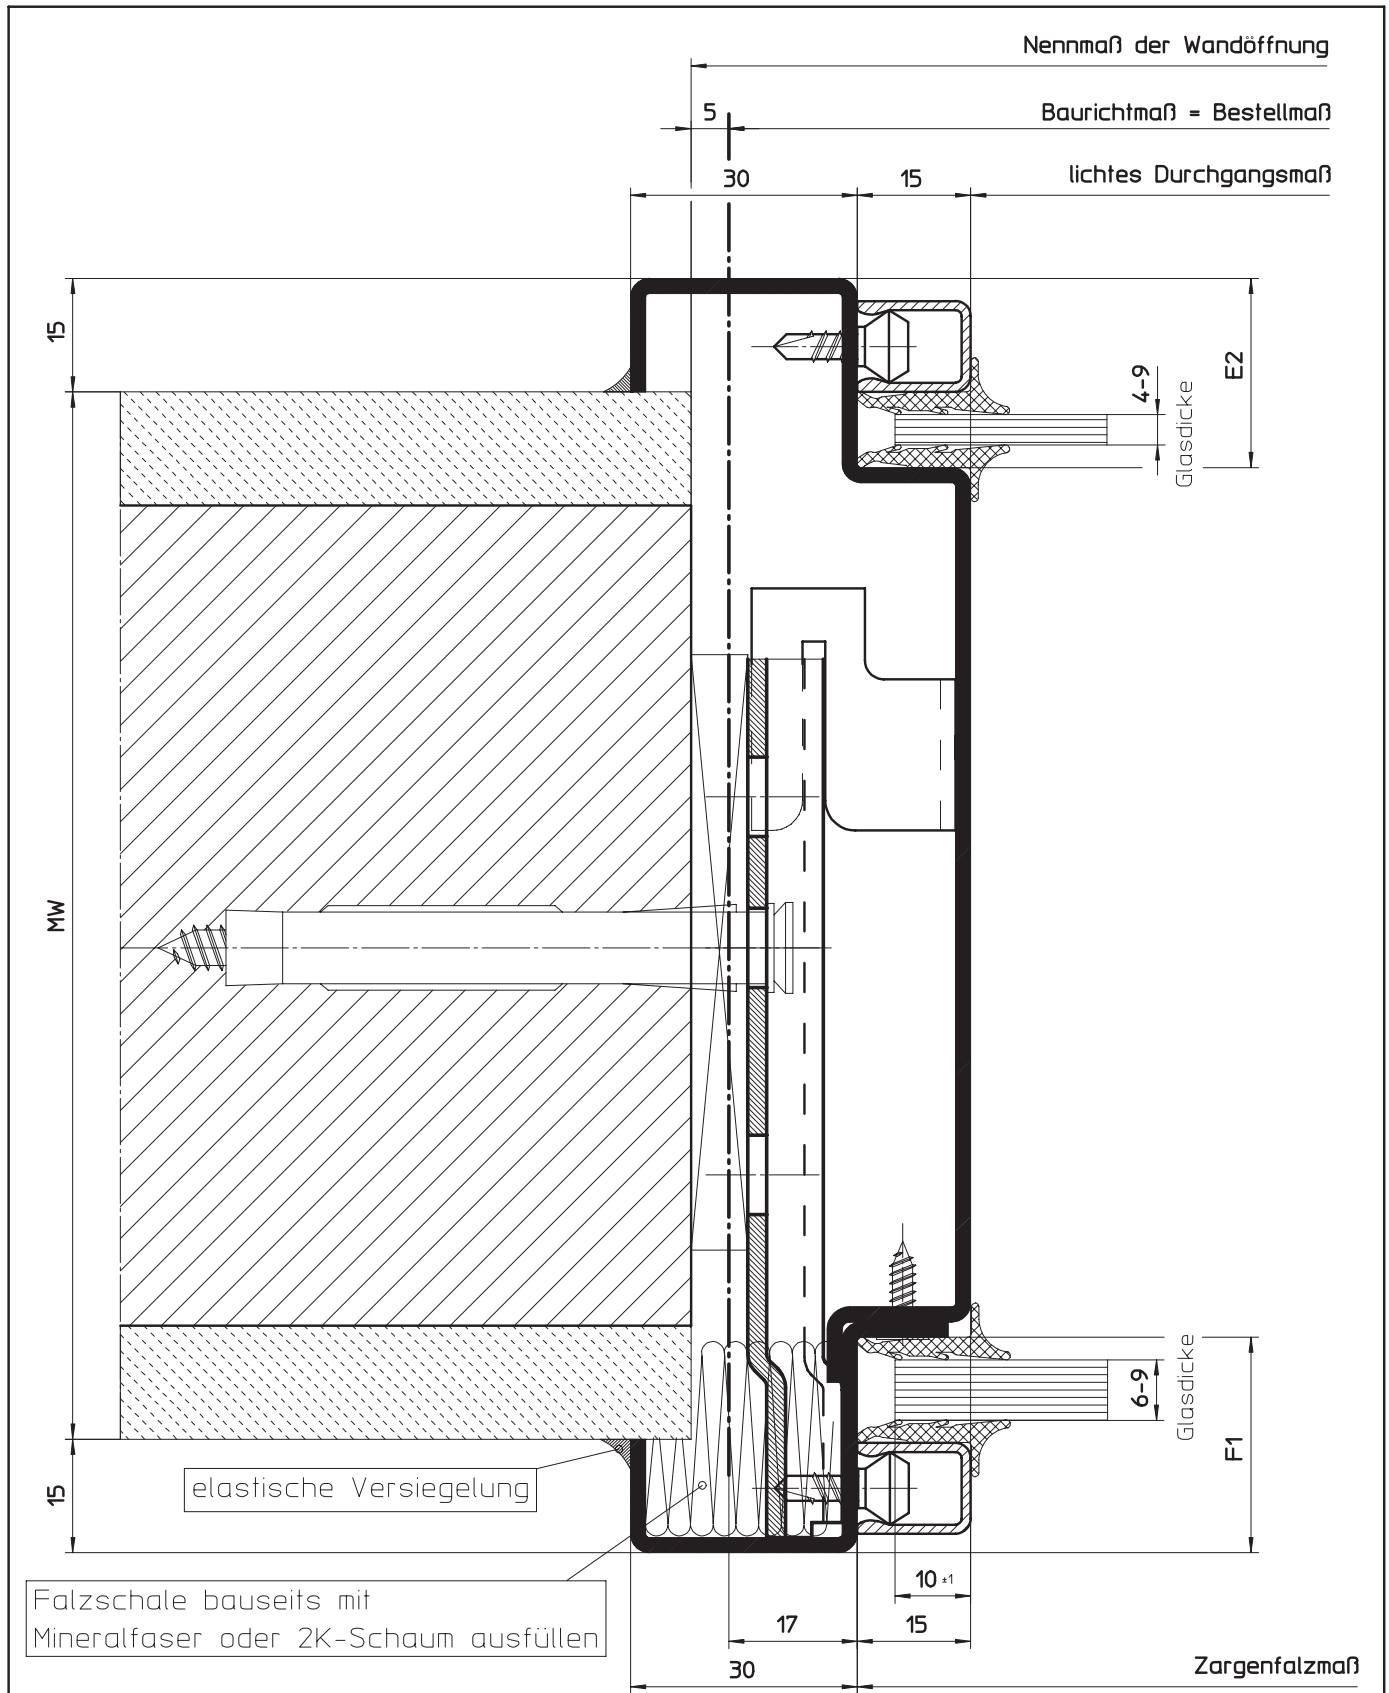 Nennmaß der Wandöffnung
5
Baurichtmaß = Bestellmaß
30
15
lichtes Durchgangsmaß
15
4-9
Glasdicke
E2
MW
6-9
Glasdicke
F1
15
elastische Versiegelung
Falzschale bauseits mit
Mineralfaser oder 2K-Schaum ausfüllen
10 ±1
17
15
30
Zargenfalzmaß